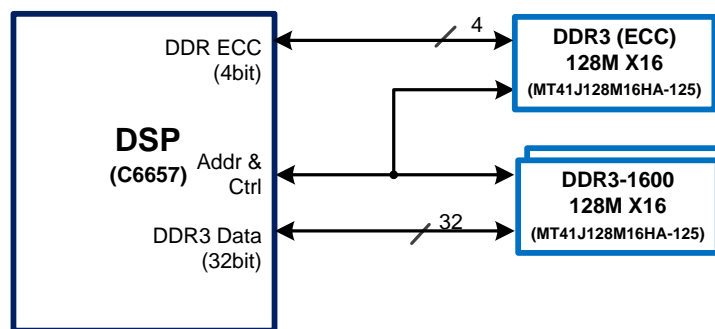 DDR ECC
(4bit)
4
DDR3 (ECC)
128M X16
(MT41J128M16HA-125)
DSP
(C6657)
Addr &
Ctrl
DDR3-1600
128M X16
(MT41J128M16HA-125)
DDR3 Data
(32bit)
32